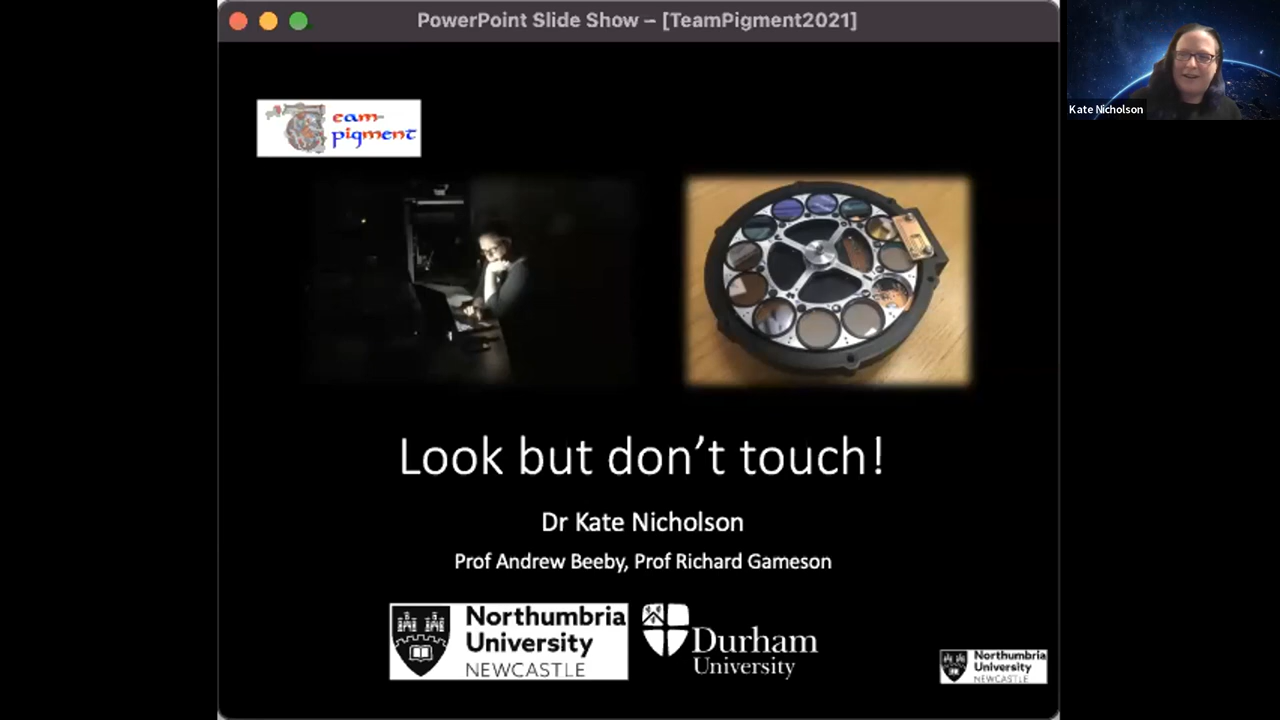 PowerPoint Slide Show – [TeamPigment2021]
Kate Nicholson
eam-
pigment
Look but don't touch!
Dr Kate Nicholson
Prof Andrew Beeby, Prof Richard Gameson
Northumbria
University
NEWCASTLE
Durham
University
Northumbria
University
NEWCASTLE